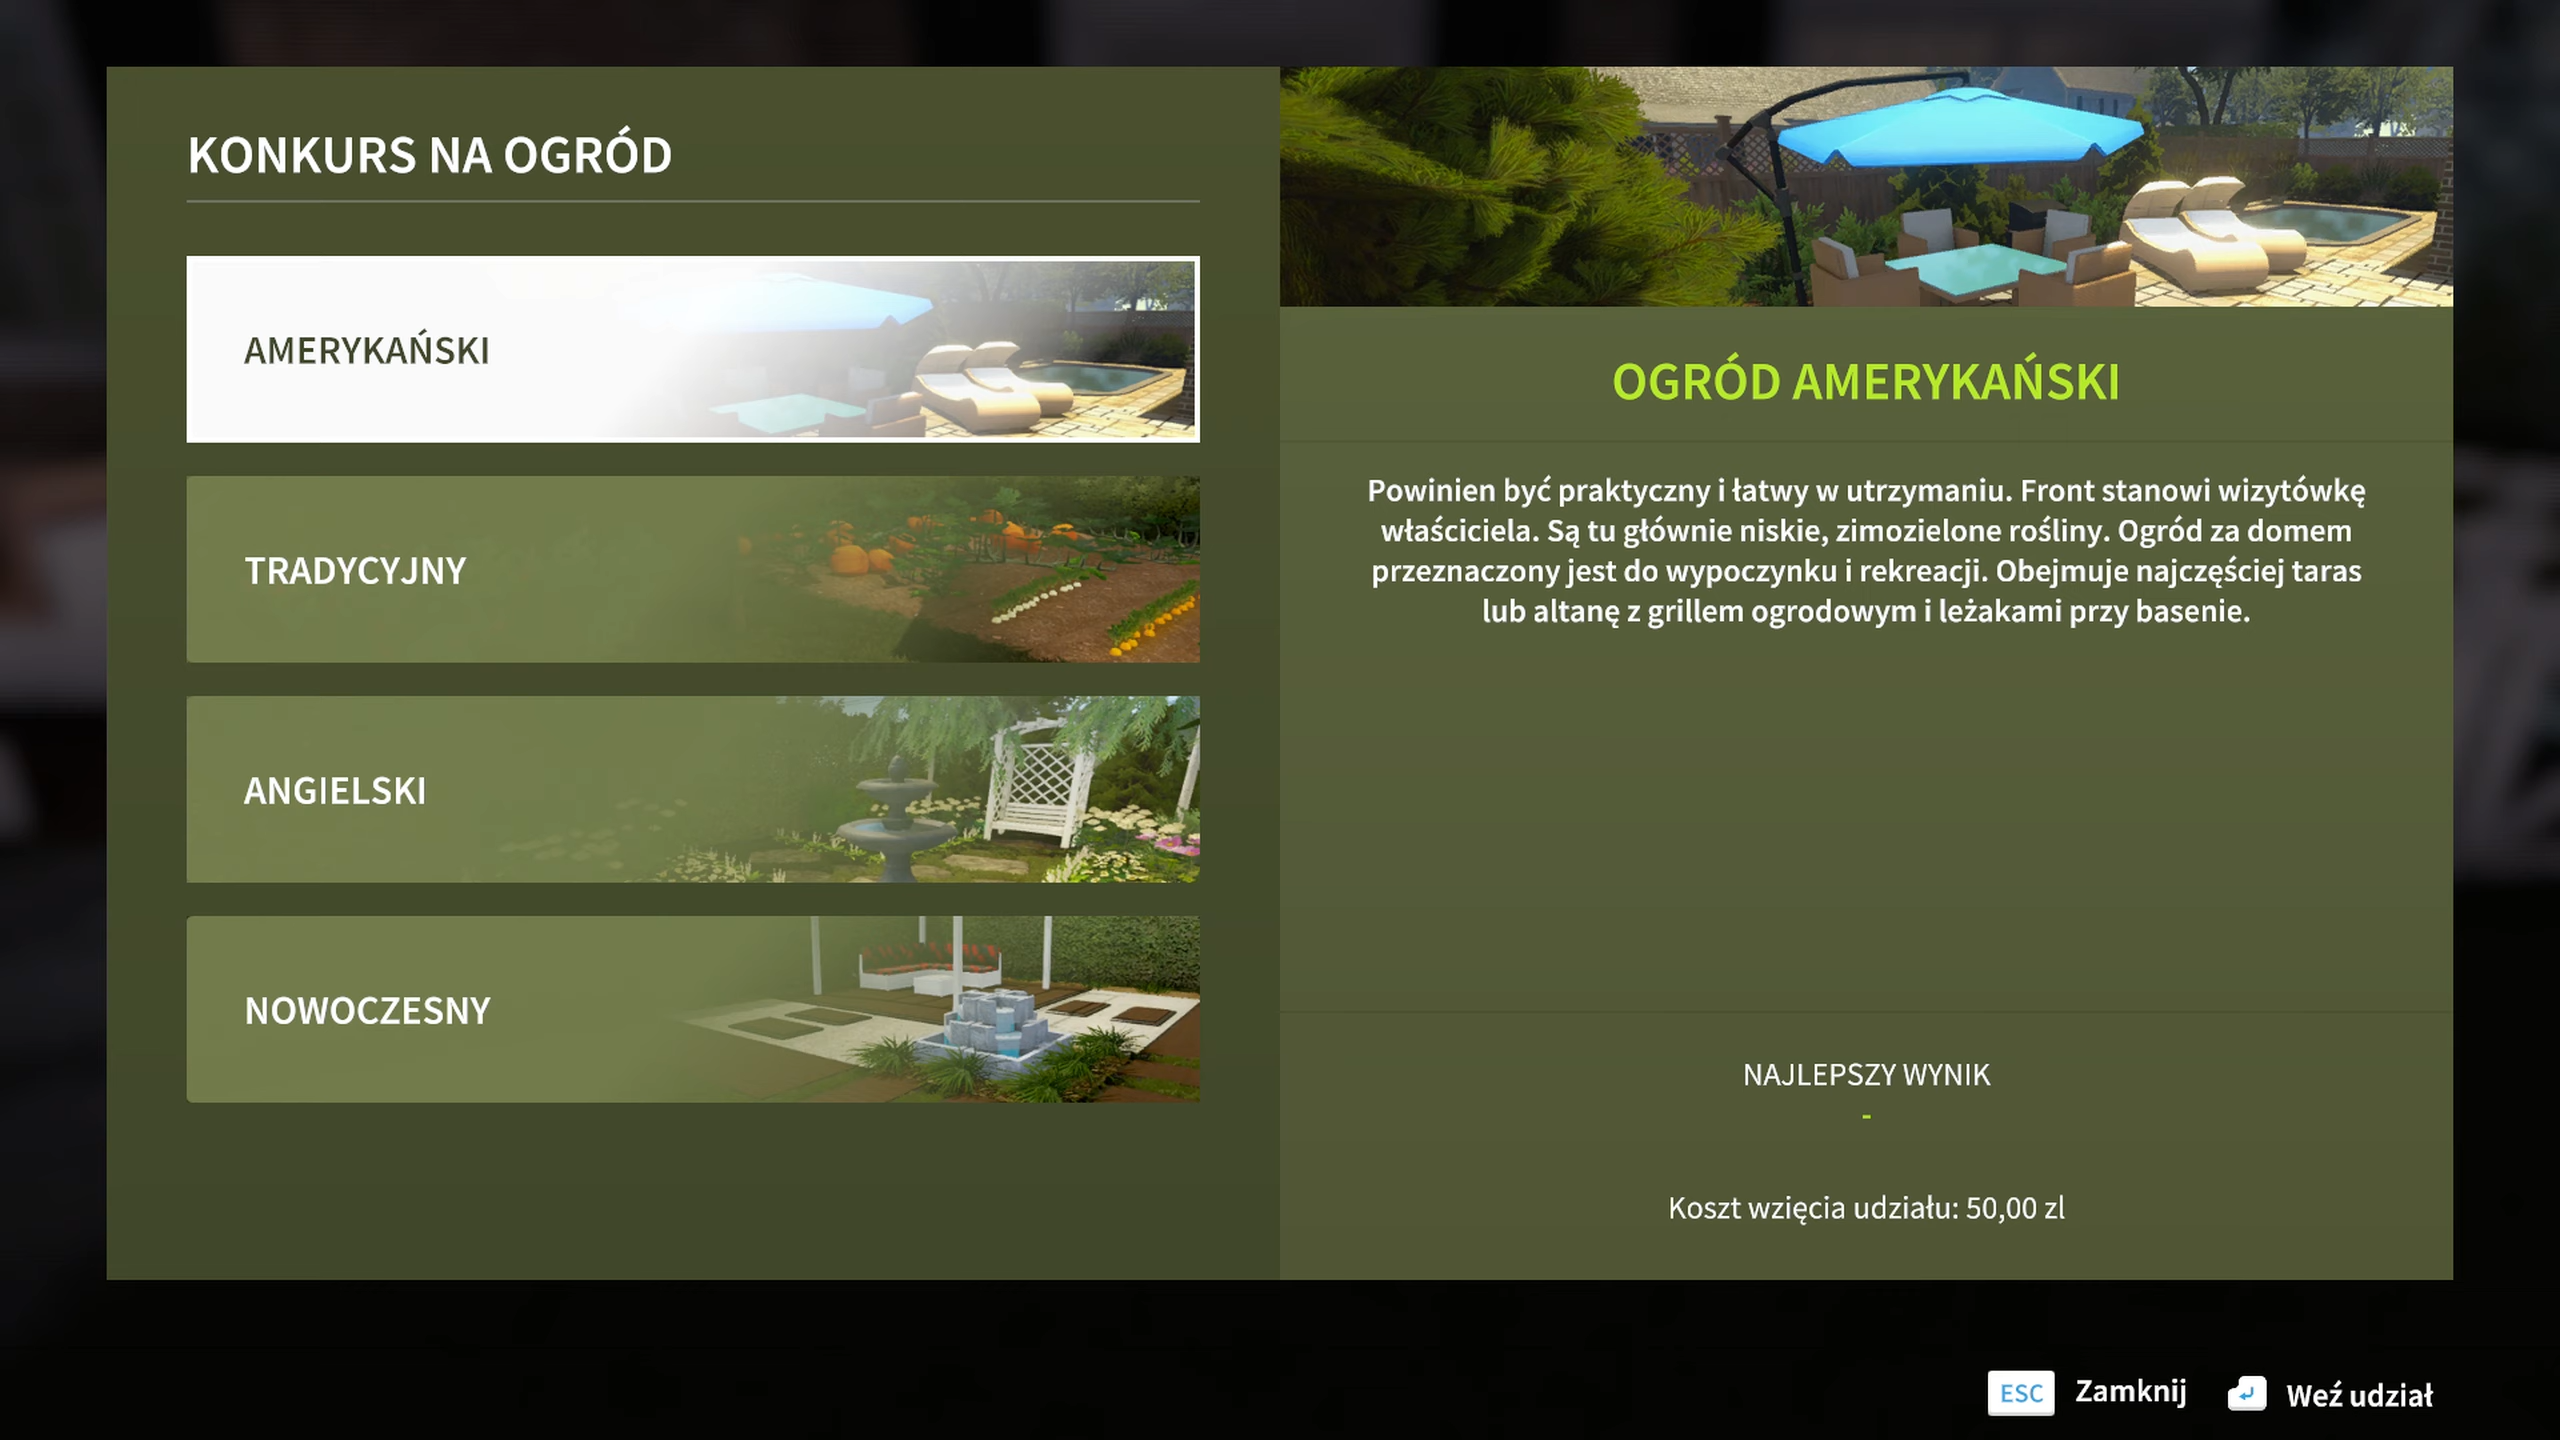 KONKURS NA OGRÓD
AMERYKAŃSKI
TRADYCYJNY
ANGIELSKI
NOWOCZESNY
OGRÓD AMERYKAŃSKI
Powinien być praktyczny i łatwy w utrzymaniu. Front stanowi wizytówkę
właściciela. Są tu głównie niskie, zimozielone rośliny. Ogród za domem
przeznaczony jest do wypoczynku i rekreacji. Obejmuje najczęściej taras
lub altanę z grillem ogrodowym i leżakami przy basenie.
NAJLEPSZY WYNIK
-
Koszt wzięcia udziału: 50,00 zl
ESC Zamknij Weź udział